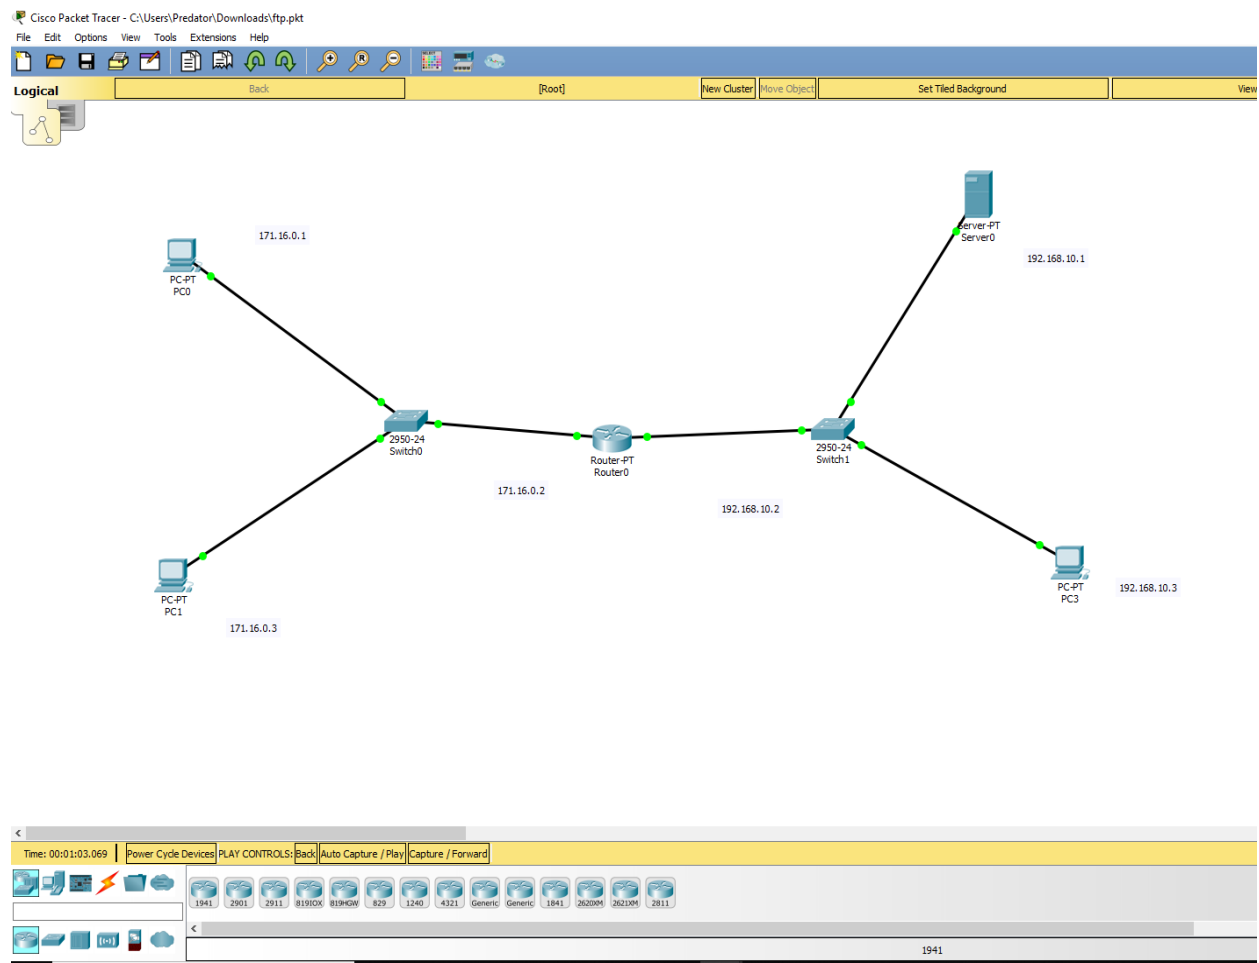 Cisco Packet Tracer - C:\Users\Predator\Downloads\ftp.pkt
File Edit Options View Tools Extensions Help
Logical Back [Root] New Cluster Move Object Set Tiled Background View
171.16.0.1
PC-PT
PC0
Server-PT
Server0
192.168.10.1
2950-24
Switch0
Router-PT
Router0
2950-24
Switch1
171.16.0.2
192.168.10.2
PC-PT
PC1
171.16.0.3
PC-PT
PC3
192.168.10.3
Time: 00:01:03.069 Power Cycle Devices PLAY CONTROLS: Back Auto Capture / Play Capture / Forward
1941 2901 2911 819IOX 819HGW 829 1240 4321 Generic Generic 1841 2620XM 2621XM 2811
1941